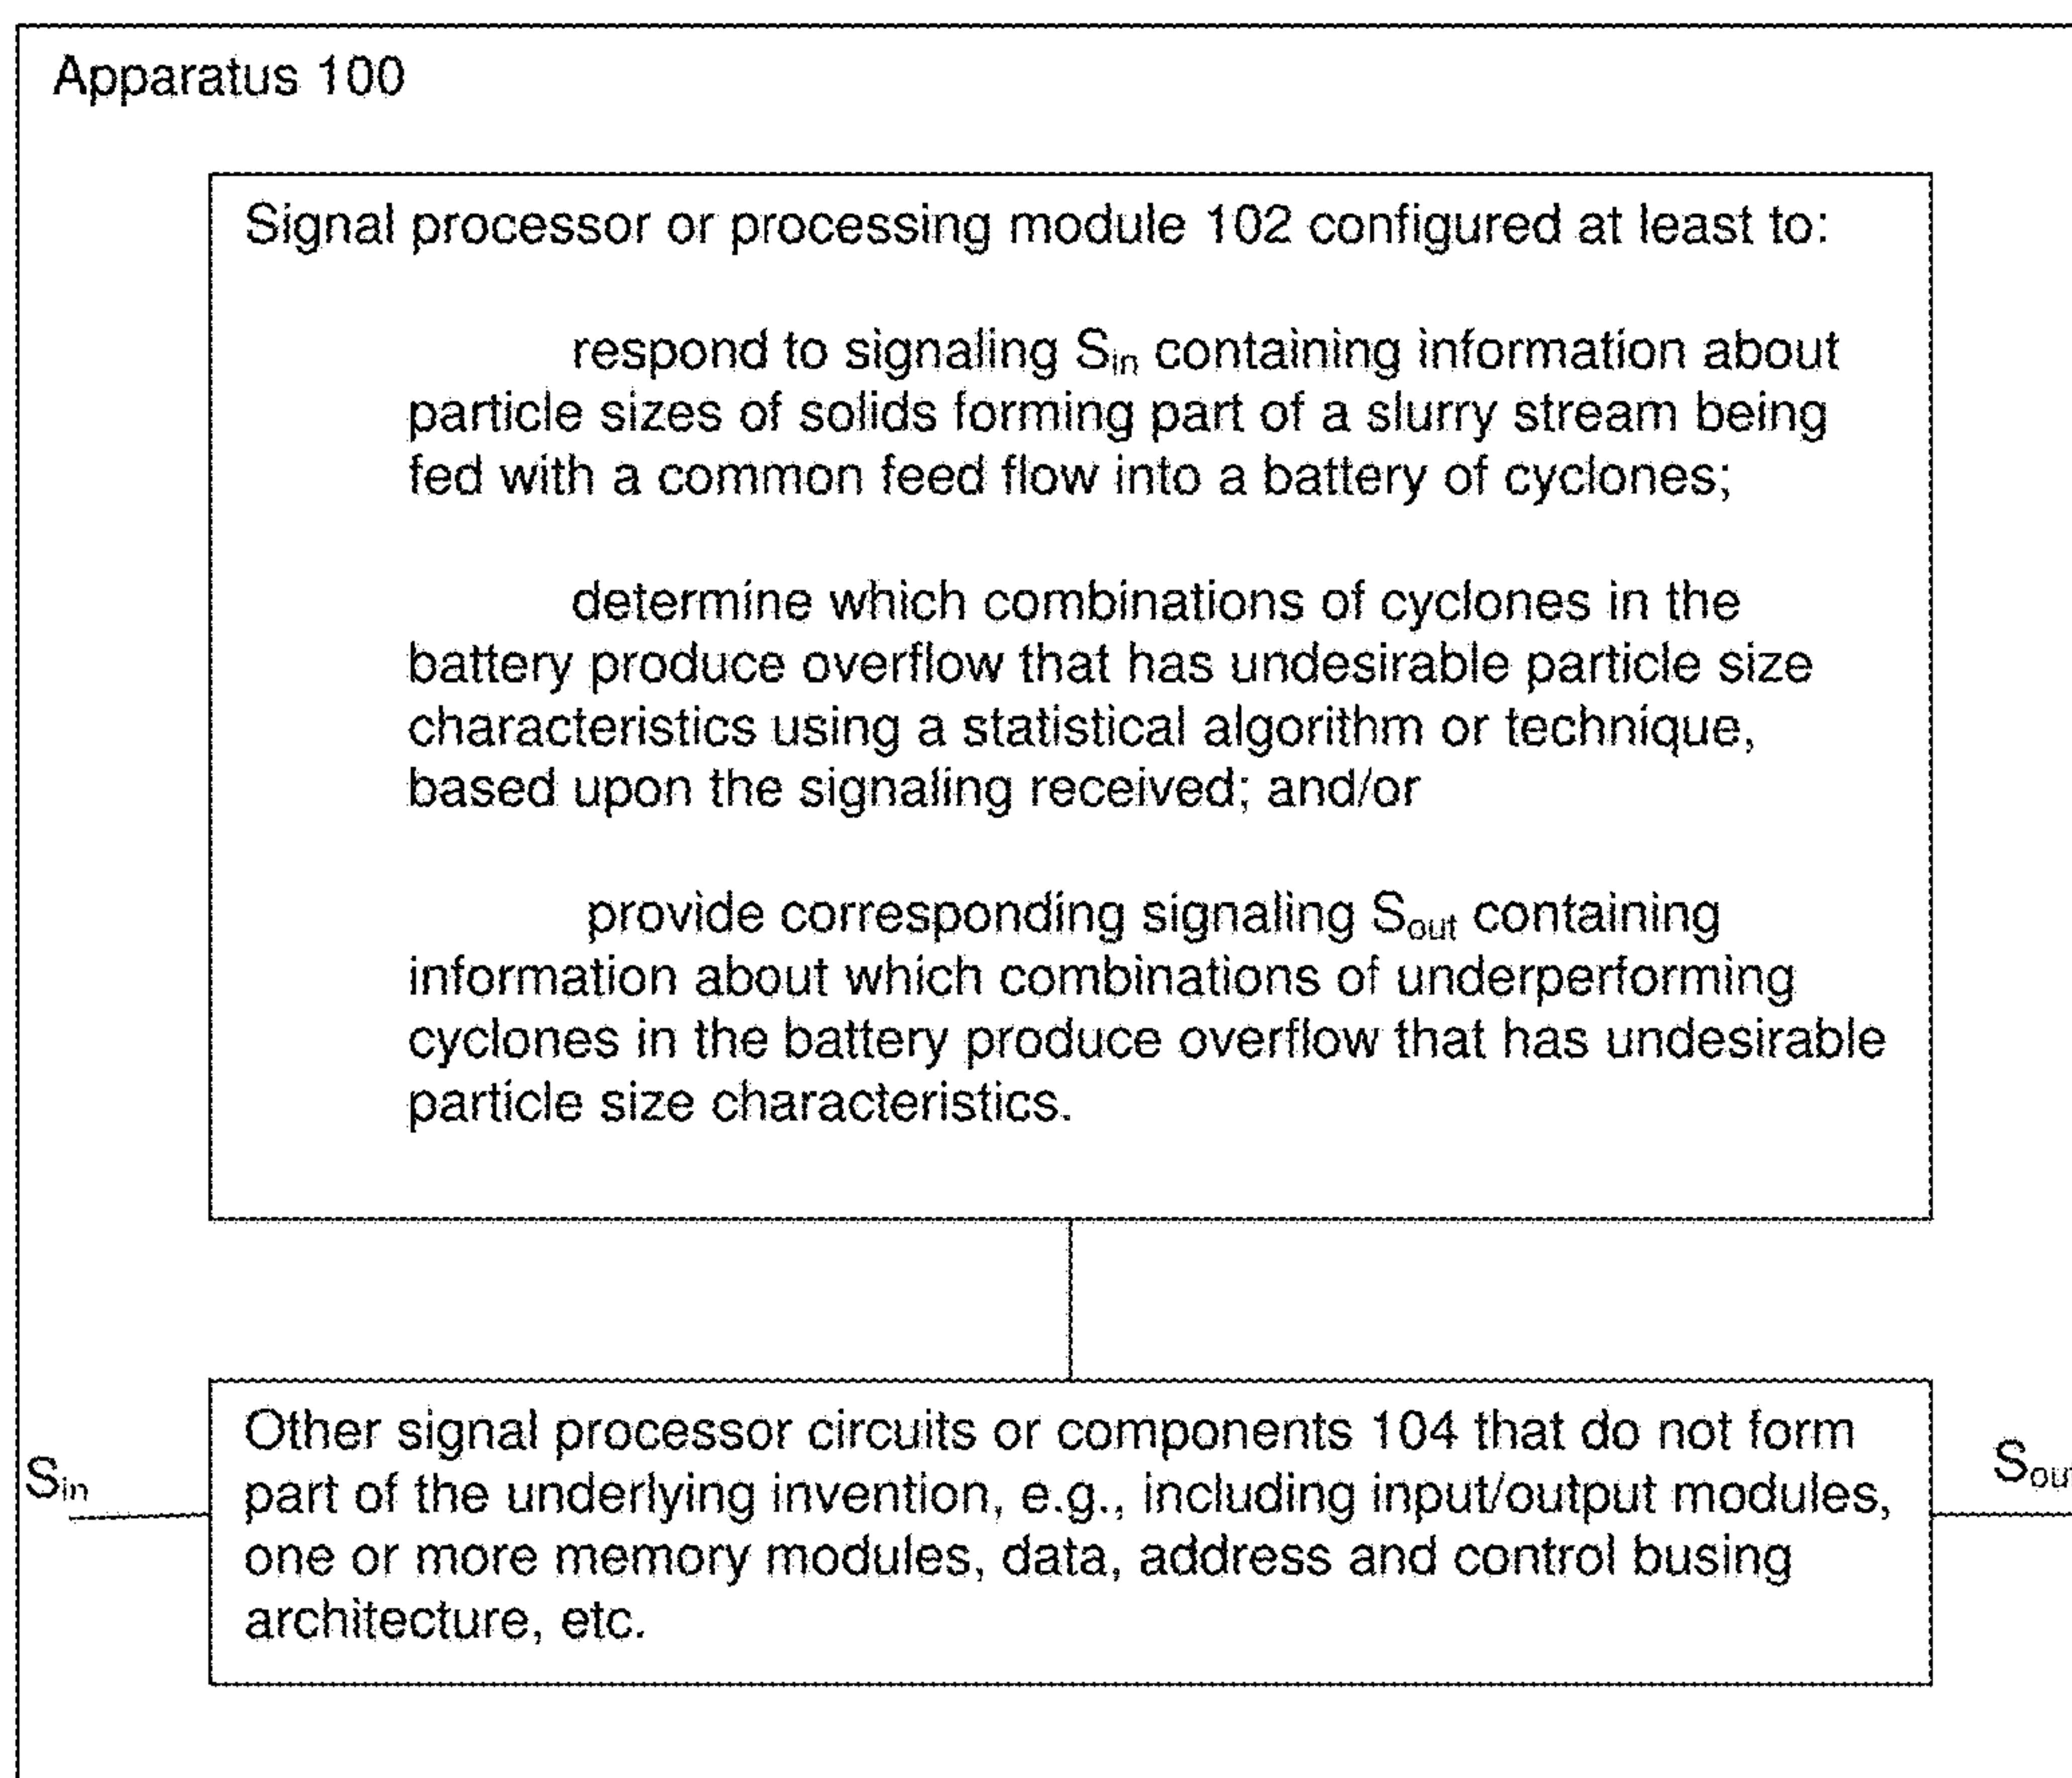 Apparatus 100
Signal processor or processing module 102 configured at least to:
respond to signaling Sin containing information about
particle sizes of solids forming part of a slurry stream being
fed with a common feed flow into a battery of cyclones;
determine which combinations of cyclones in the
battery produce overflow that has undesirable particle size
characteristics using a statistical algorithm or technique,
based upon the signaling received; and/or
provide corresponding signaling Sout containing
information about which combinations of underperforming
cyclones in the battery produce overflow that has undesirable
particle size characteristics.
Other signal processor circuits or components 104 that do not form
part of the underlying invention, e.g., including input/output modules,
one or more memory modules, data, address and control busing
architecture, etc.
Sin
Sout